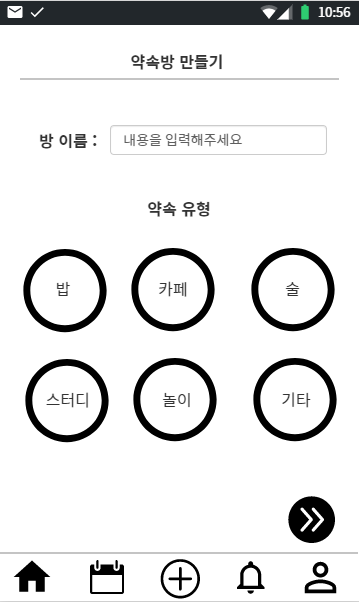 10:56
약속방 만들기
방 이름 : 내용을 입력해주세요
약속 유형
밥 카페 술
스터디 놀이 기타